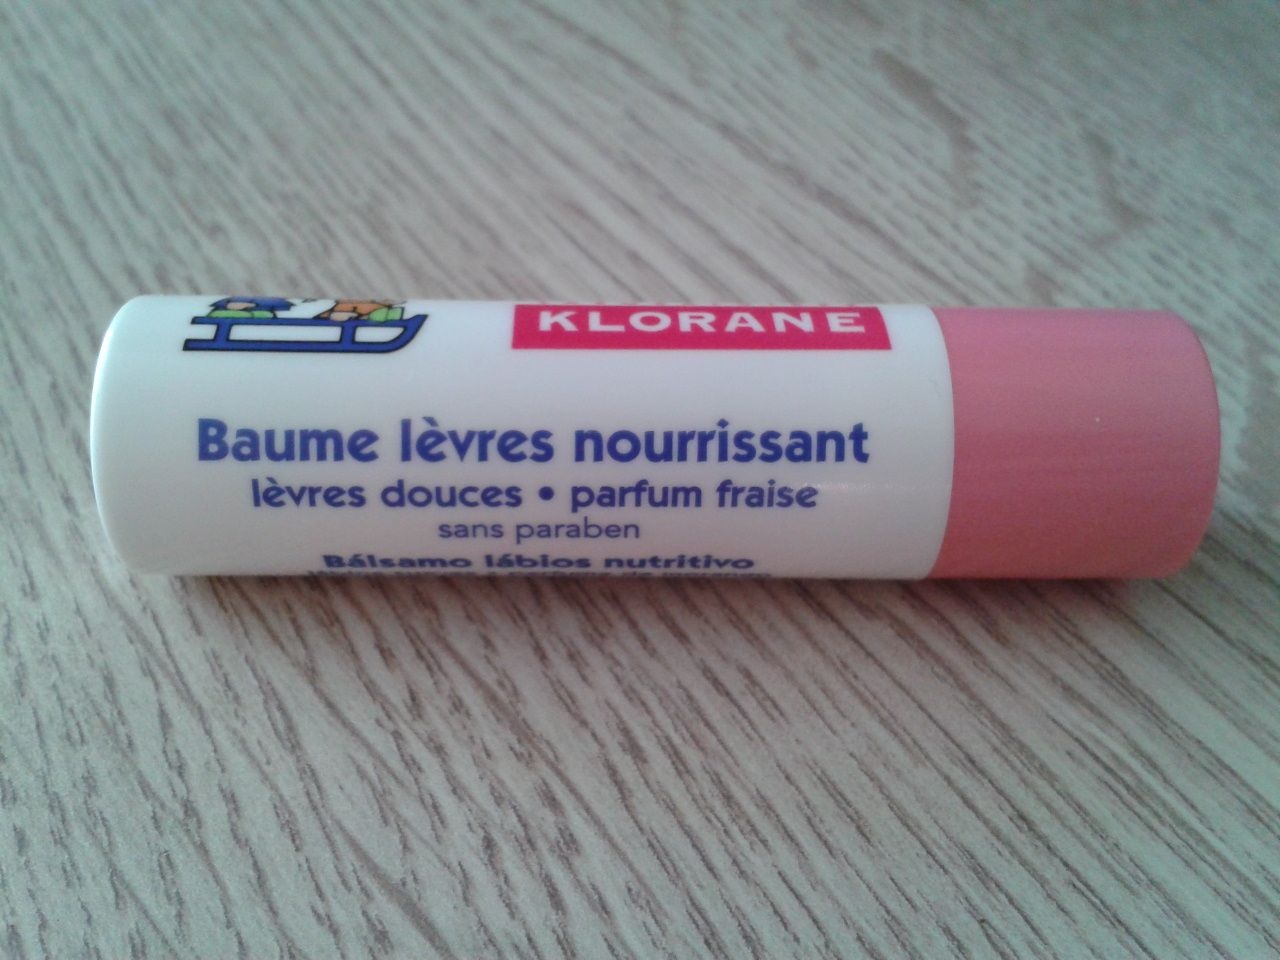 KLORANE
Baume lèvres nourrissant
lèvres douces • parfum fraise
sans paraben
Bálsamo lábios nutritivo